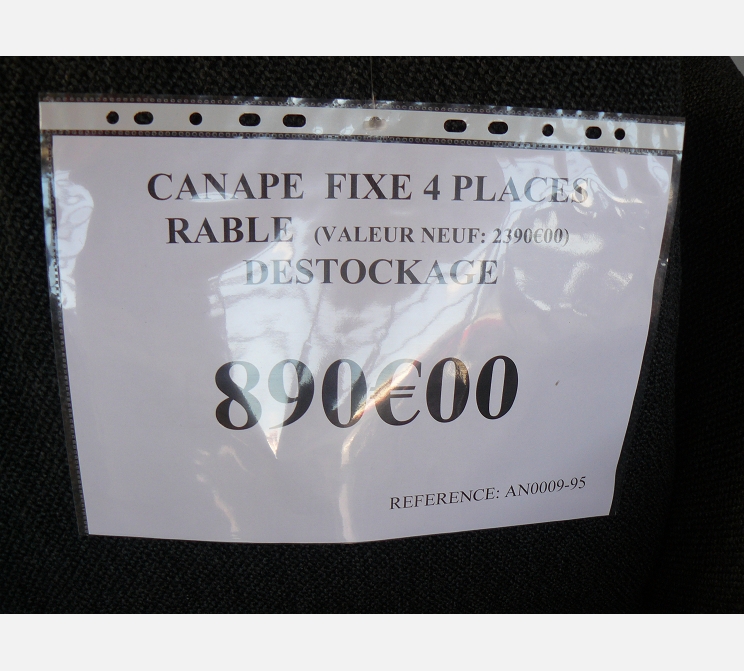 CANAPE FIXE 4 PLACES
RABLE (VALEUR NEUF: 2390€00)
DESTOCKAGE
890€00
REFERENCE: AN0009-95